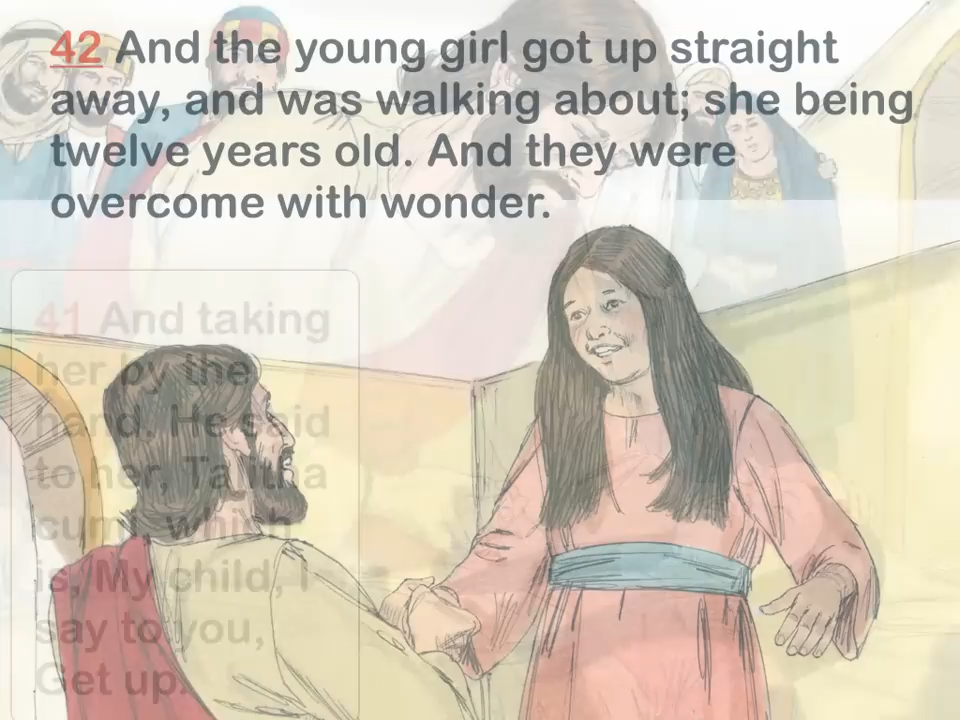 42 And the young girl got up straight
away, and was walking about; she being
twelve years old. And they were
overcome with wonder.
41 And taking
her by the
hand, He said
to her, Talitha
cumi, which
is, My child, I
say to you,
Get up.